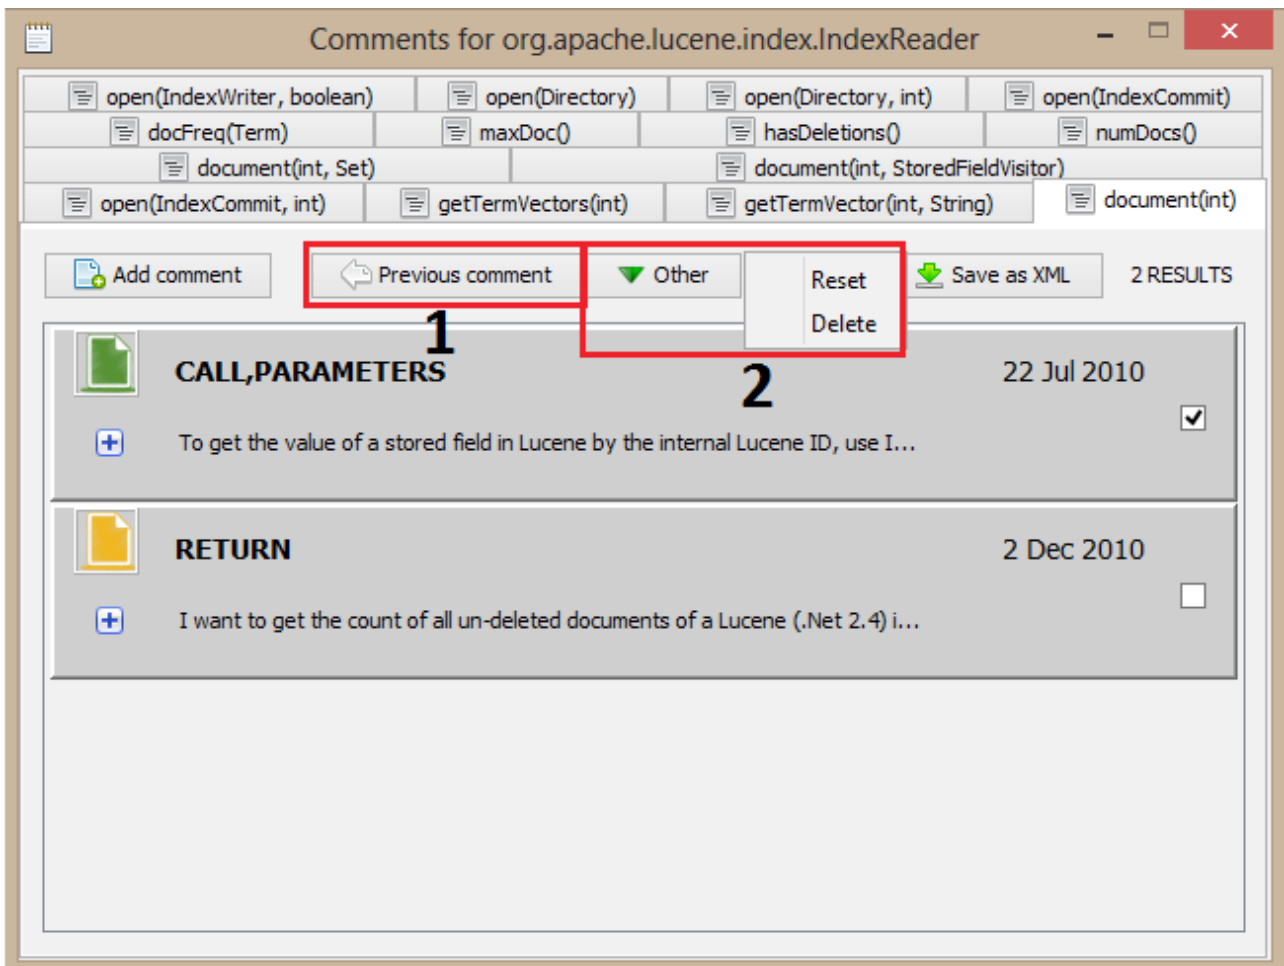 Comments for org.apache.lucene.index.IndexReader
open(IndexWriter, boolean) open(Directory) open(Directory, int) open(IndexCommit)
docFreq(Term) maxDoc() hasDeletions() numDocs()
document(int, Set) document(int, StoredFieldVisitor)
open(IndexCommit, int) getTermVectors(int) getTermVector(int, String) document(int)
Add comment Previous comment Other Save as XML 2 RESULTS
Reset
Delete
1
2
CALL,PARAMETERS 22 Jul 2010
To get the value of a stored field in Lucene by the internal Lucene ID, use I...
RETURN 2 Dec 2010
I want to get the count of all un-deleted documents of a Lucene (.Net 2.4) i...